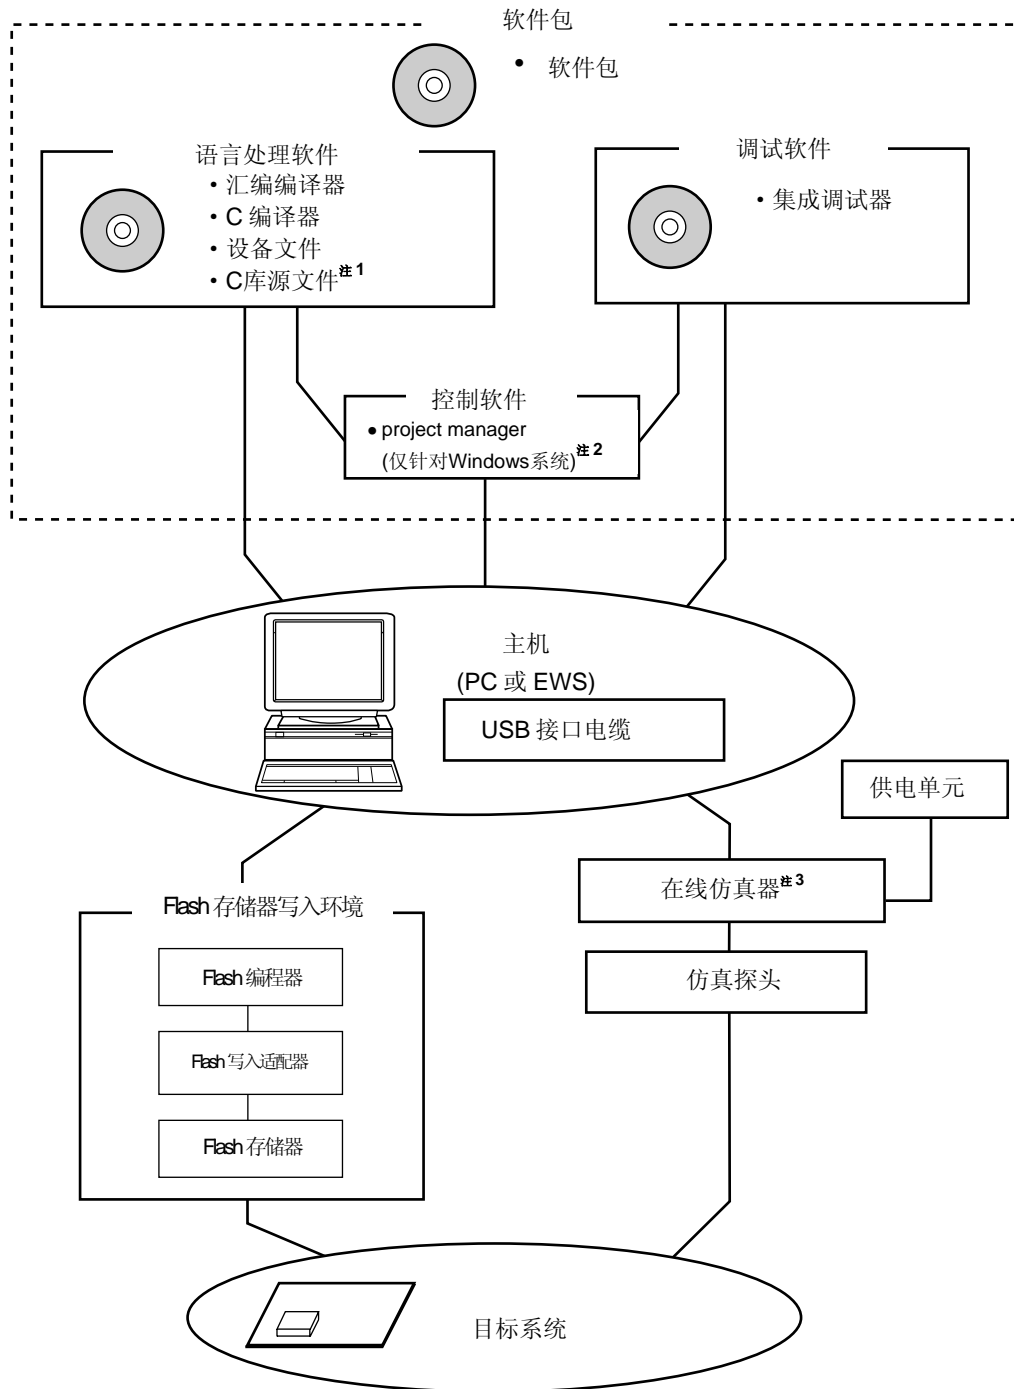 软件包
• 软件包
语言处理软件
・汇编编译器
・C 编译器
・设备文件
・C库源文件注 1
调试软件
・集成调试器
控制软件
● project manager
(仅针对Windows系统)注 2
主机
(PC 或 EWS)
USB 接口电缆
供电单元
在线仿真器注 3
仿真探头
Flash 存储器写入环境
Flash 编程器
Flash 写入适配器
Flash 存储器
目标系统